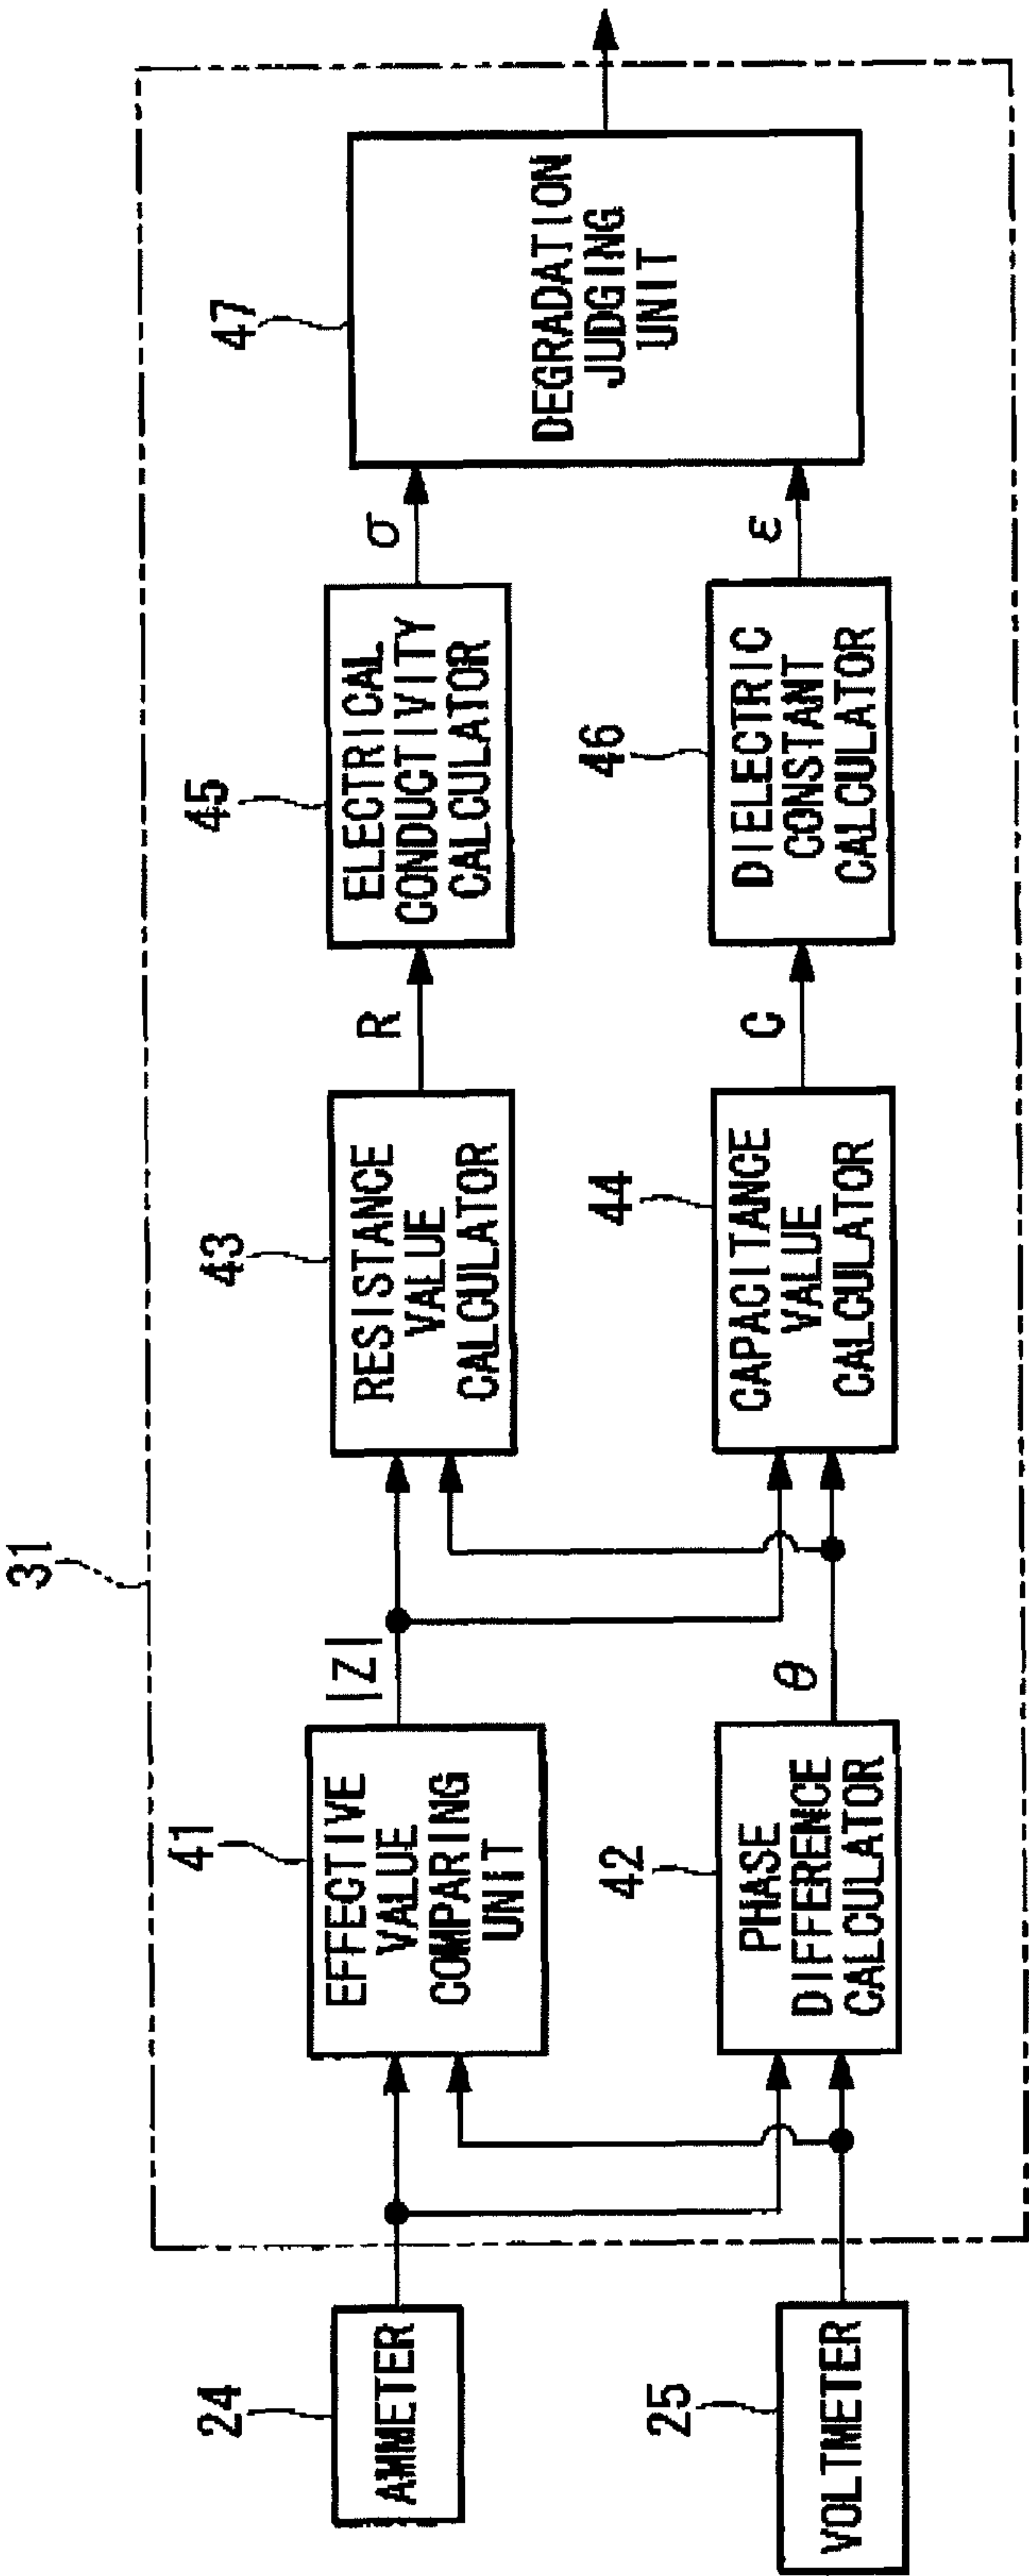 31
24
AMMETER
25
VOLTMETER
41
EFFECTIVE
VALUE
COMPARING
UNIT
|Z|
42
PHASE
DIFFERENCE
CALCULATOR
θ
43
RESISTANCE
VALUE
CALCULATOR
R
44
CAPACITANCE
VALUE
CALCULATOR
C
45
ELECTRICAL
CONDUCTIVITY
CALCULATOR
σ
46
DIELECTRIC
CONSTANT
CALCULATOR
ε
47
DEGRADATION
JUDGING
UNIT